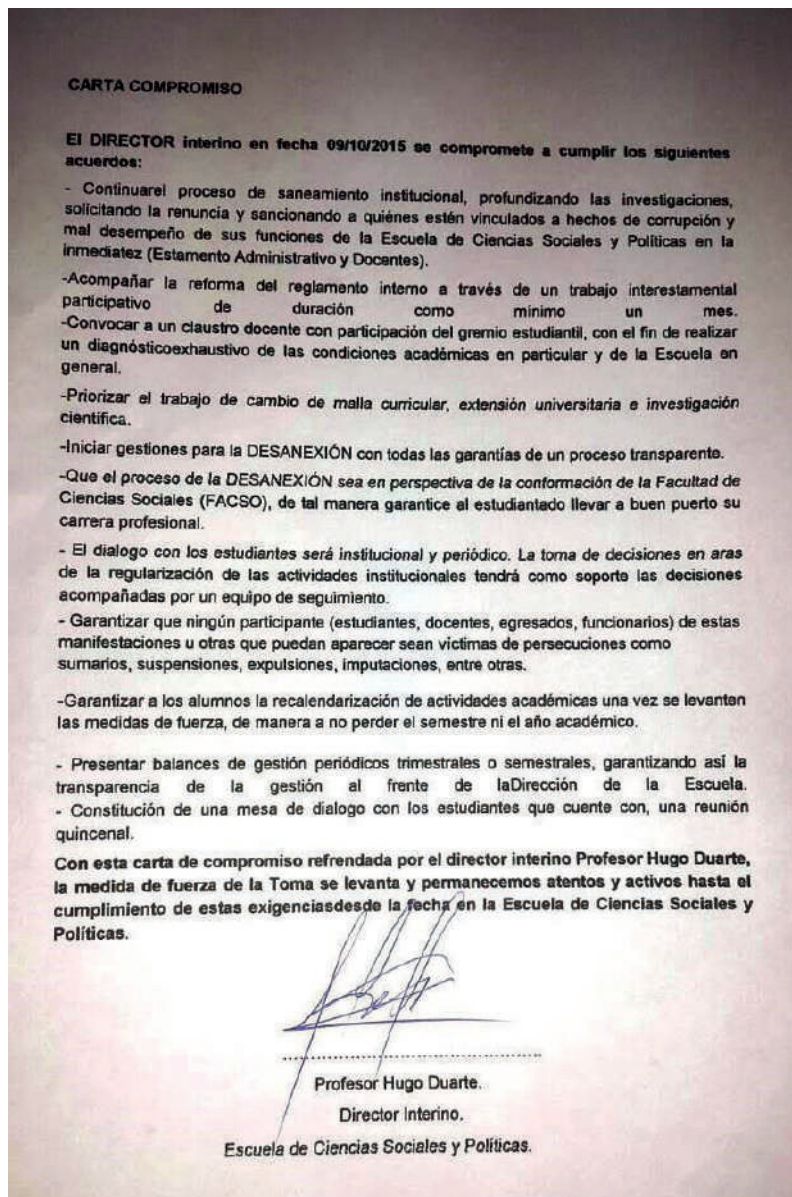 CARTA COMPROMISO
El DIRECTOR interino en fecha 09/10/2015 se compromete a cumplir los siguientes
acuerdos:
- Continuarel proceso de saneamiento institucional, profundizando las investigaciones,
solicitando la renuncia y sancionando a quiénes estén vinculados a hechos de corrupción y
mal desempeño de sus funciones de la Escuela de Ciencias Sociales y Políticas en la
inmediatez (Estamento Administrativo y Docentes).
-Acompañar la reforma del reglamento interno a través de un trabajo interestamental
participativo de duración como mínimo un mes.
-Convocar a un claustro docente con participación del gremio estudiantil, con el fin de realizar
un diagnósticoexhaustivo de las condiciones académicas en particular y de la Escuela en
general.
-Priorizar el trabajo de cambio de malla curricular, extensión universitaria e investigación
científica.
-Iniciar gestiones para la DESANEXIÓN con todas las garantías de un proceso transparente.
-Que el proceso de la DESANEXIÓN sea en perspectiva de la conformación de la Facultad de
Ciencias Sociales (FACSO), de tal manera garantice al estudiantado llevar a buen puerto su
carrera profesional.
- El dialogo con los estudiantes será institucional y periódico. La toma de decisiones en aras
de la regularización de las actividades institucionales tendrá como soporte las decisiones
acompañadas por un equipo de seguimiento.
- Garantizar que ningún participante (estudiantes, docentes, egresados, funcionarios) de estas
manifestaciones u otras que puedan aparecer sean victimas de persecuciones como
sumarios, suspensiones, expulsiones, imputaciones, entre otras.
-Garantizar a los alumnos la recalendarización de actividades académicas una vez se levanten
las medidas de fuerza, de manera a no perder el semestre ni el año académico.
- Presentar balances de gestión periódicos trimestrales o semestrales, garantizando así la
transparencia de la gestión al frente de laDirección de la Escuela.
- Constitución de una mesa de dialogo con los estudiantes que cuente con, una reunión
quincenal.
Con esta carta de compromiso refrendada por el director interino Profesor Hugo Duarte,
la medida de fuerza de la Toma se levanta y permanecemos atentos y activos hasta el
cumplimiento de estas exigenciasdesde la fecha en la Escuela de Ciencias Sociales y
Políticas.
Profesor Hugo Duarte.
Director Interino.
Escuela de Ciencias Sociales y Políticas.